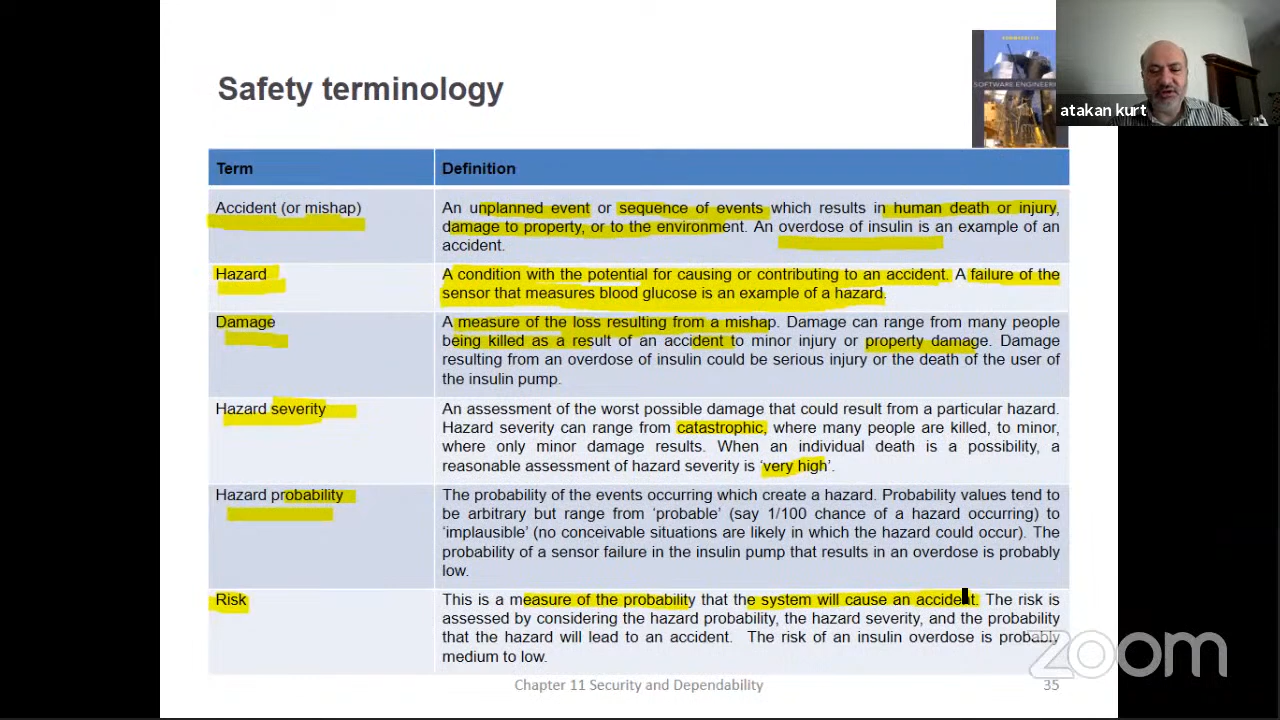 Safety terminology
SOFTWARE ENGINEERING
atakan kurt
Term
Definition
Accident (or mishap)
An unplanned event or sequence of events which results in human death or injury,
damage to property, or to the environment. An overdose of insulin is an example of an
accident.
Hazard
A condition with the potential for causing or contributing to an accident. A failure of the
sensor that measures blood glucose is an example of a hazard.
Damage
A measure of the loss resulting from a mishap. Damage can range from many people
being killed as a result of an accident to minor injury or property damage. Damage
resulting from an overdose of insulin could be serious injury or the death of the user of
the insulin pump.
Hazard severity
An assessment of the worst possible damage that could result from a particular hazard.
Hazard severity can range from catastrophic, where many people are killed, to minor,
where only minor damage results. When an individual death is a possibility, a
reasonable assessment of hazard severity is ‘very high’.
Hazard probability
The probability of the events occurring which create a hazard. Probability values tend to
be arbitrary but range from ‘probable’ (say 1/100 chance of a hazard occurring) to
‘implausible’ (no conceivable situations are likely in which the hazard could occur). The
probability of a sensor failure in the insulin pump that results in an overdose is probably
low.
Risk
This is a measure of the probability that the system will cause an accident. The risk is
assessed by considering the hazard probability, the hazard severity, and the probability
that the hazard will lead to an accident. The risk of an insulin overdose is probably
medium to low.
zoom
Chapter 11 Security and Dependability
35